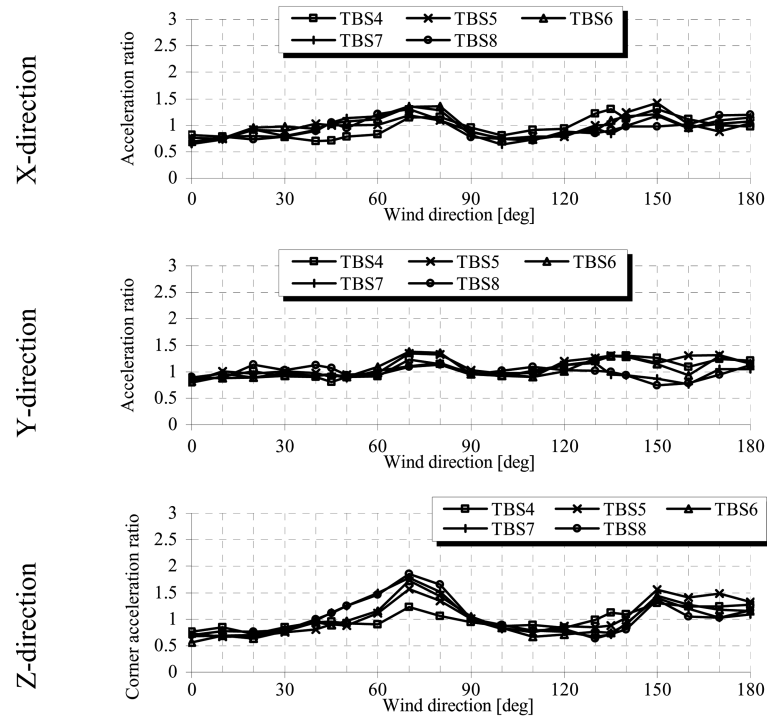 TBS4 TBS5 TBS6
TBS7 TBS8
X-direction
Acceleration ratio
3
2.5
2
1.5
1
0.5
0
0 30 60 90 120 150 180
Wind direction [deg]
TBS4 TBS5 TBS6
TBS7 TBS8
Y-direction
Acceleration ratio
3
2.5
2
1.5
1
0.5
0
0 30 60 90 120 150 180
Wind direction [deg]
TBS4 TBS5 TBS6
TBS7 TBS8
Z-direction
Corner acceleration ratio
3
2.5
2
1.5
1
0.5
0
0 30 60 90 120 150 180
Wind direction [deg]